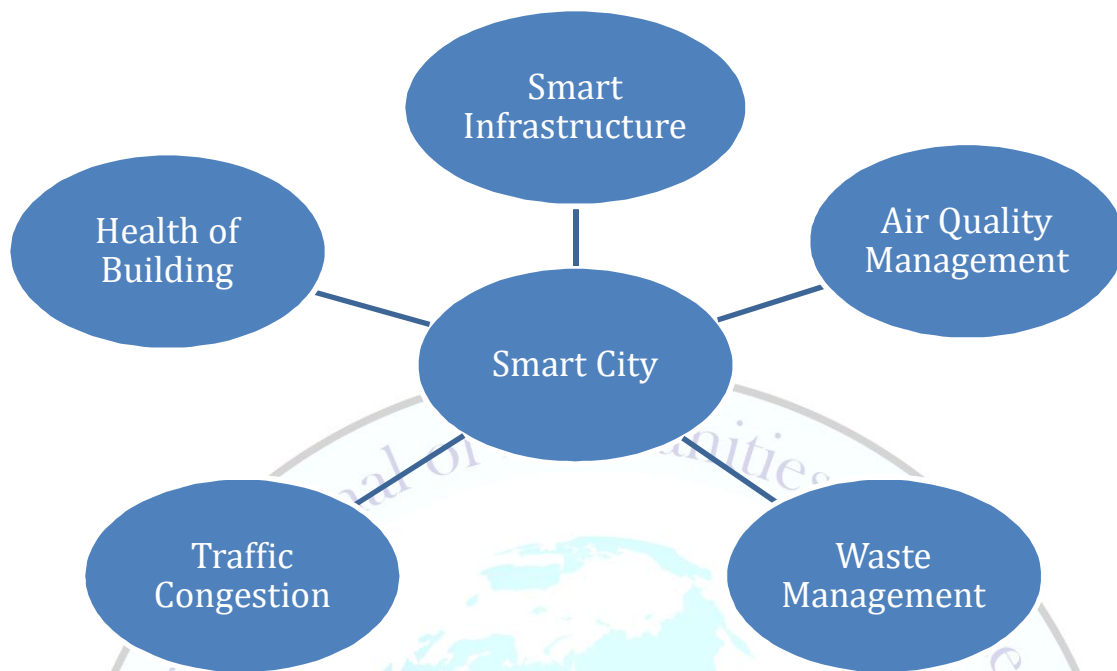 Smart
Infrastructure
Health of
Building
Air Quality
Management
Smart City
Traffic
Congestion
Waste
Management